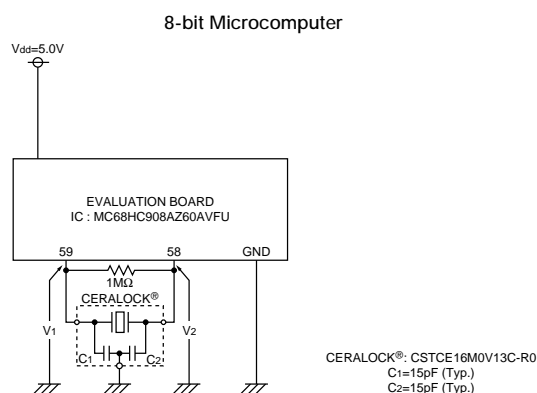 8-bit Microcomputer
Vdd=5.0V
EVALUATION BOARD
IC : MC68HC908AZ60AVFU
59
58
GND
1MΩ
CERALOCK®
V1
V2
C1
C2
CERALOCK®: CSTCE16M0V13C-R0
C1=15pF (Typ.)
C2=15pF (Typ.)